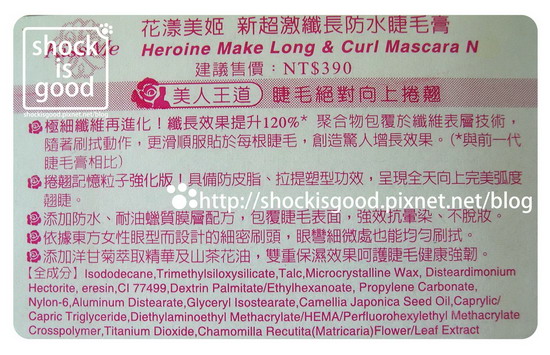 shock
is
good
shockisgood.pixnet.net/blog
花漾美姬 新超激纖長防水睫毛膏
Heroine Make Long & Curl Mascara N
建議售價：NT$390
美人王道 睫毛絕對向上捲翹
極細纖維再進化！纖長效果提升120%* 聚合物包覆於纖維表層技術，
隨著刷拭動作，更滑順服貼於每根睫毛，創造驚人增長效果。（*與前一代
睫毛膏相比）
捲翹記憶粒子強化版！具備防皮脂、拉提塑型功效，呈現全天向上完美弧度
翹睫。
http://shockisgood.pixnet.net/blog
添加防水、耐油蠟質膜層配方，包覆睫毛表面，強效抗暈染、不脫妝。
依據東方女性眼型而設計的細密刷頭，眼彎細微處也能均勻刷拭。
添加洋甘菊萃取精華及山茶花油，雙重保濕效果呵護睫毛健康強韌。
【全成分】Isododecane,Trimethylsiloxysilicate,Talc,Microcrystalline Wax, Disteardimonium
Hectorite, eresin,CI 77499,Dextrin Palmitate/Ethylhexanoate, Propylene Carbonate,
Nylon-6,Aluminum Distearate,Glyceryl Isostearate,Camellia Japonica Seed Oil,Caprylic/
Capric Triglyceride,Diethylaminoethyl Methacrylate/HEMA/Perfluorohexylethyl Methacrylate
Crosspolymer,Titanium Dioxide,Chamomilla Recutita(Matricaria)Flower/Leaf Extract